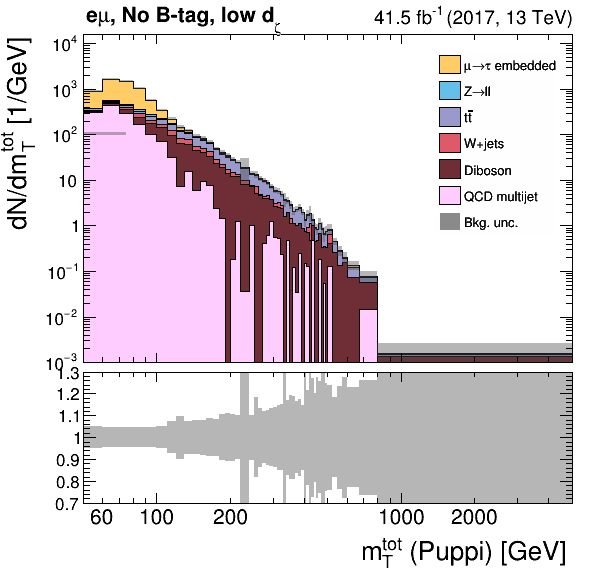 eμ, No B-tag, low d_ζ
41.5 fb⁻¹ (2017, 13 TeV)
dN/dm_T^tot [1/GeV]
10⁴
10³
10²
10
1
10⁻¹
10⁻²
10⁻³
μ→τ embedded
Z→ll
tt̄
W+jets
Diboson
QCD multijet
Bkg. unc.
1.3
1.2
1.1
1
0.9
0.8
0.7
60
100
200
1000
2000
m_T^tot (Puppi) [GeV]